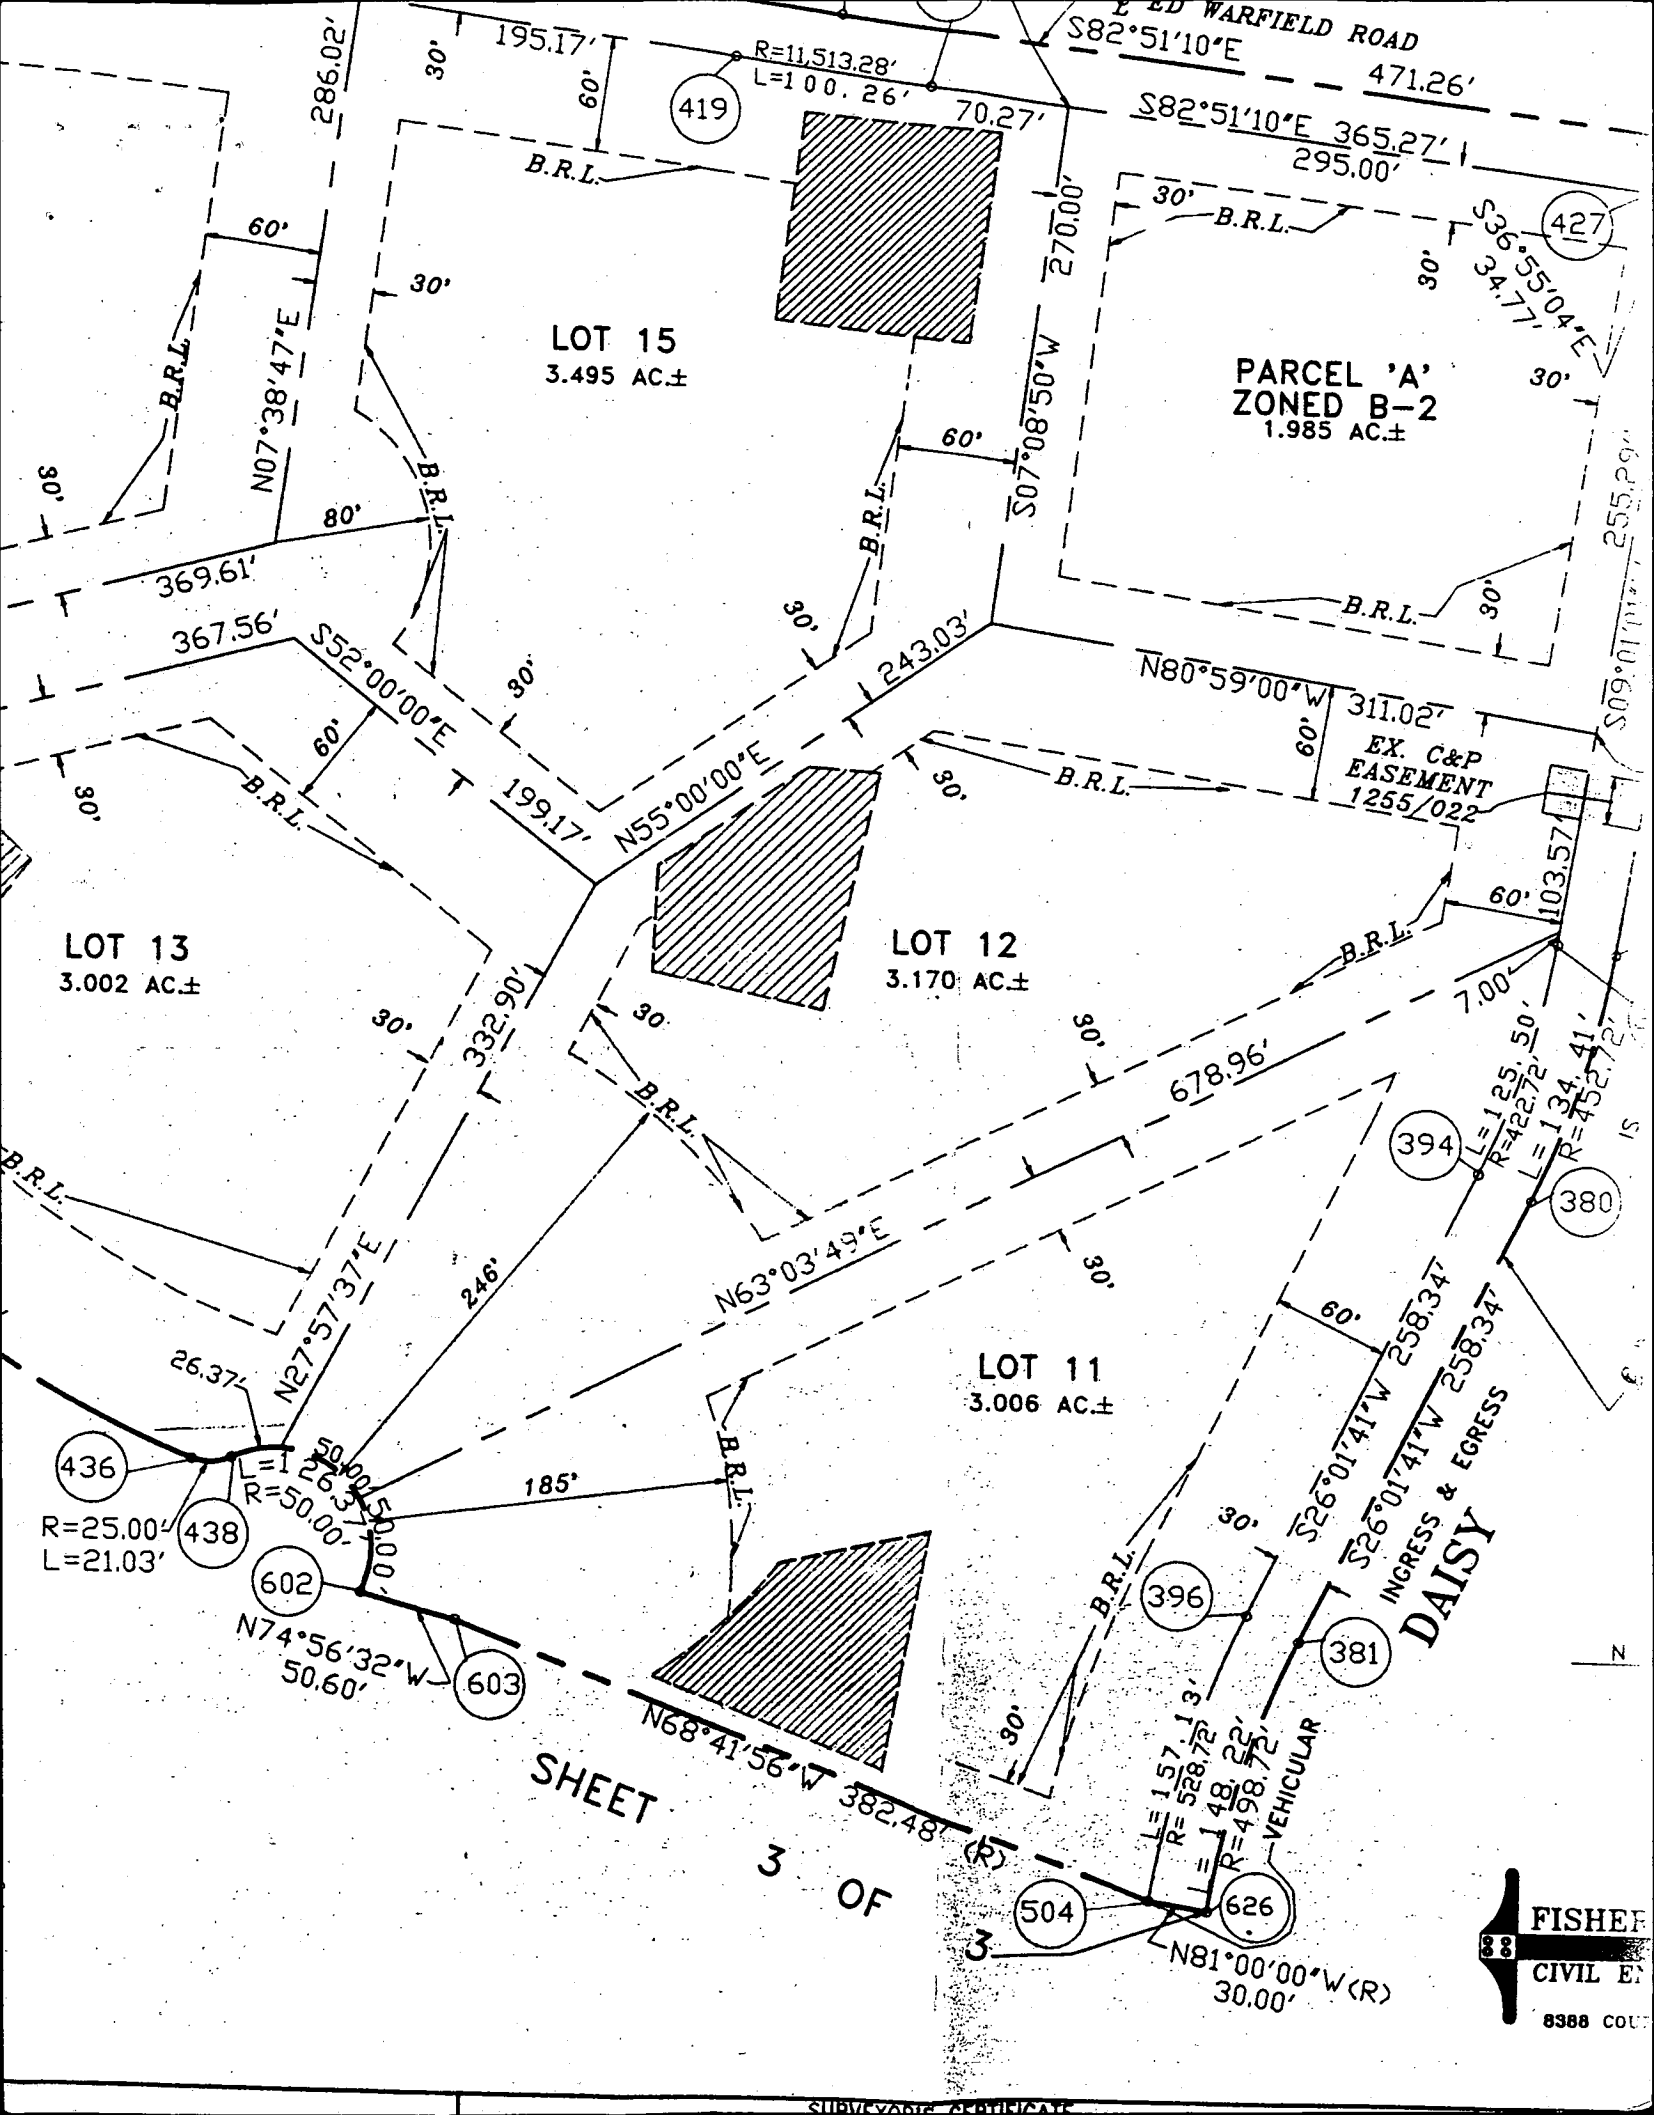 ED WARFIELD ROAD
S82°51'10"E
471.26'
286.02'
30'
195.17'
60'
R=11,513.28'
L=100.26'
419
70.27'
S82°51'10"E 365.27'
295.00'
B.R.L.
270.00'
30'
B.R.L.
30'
427
S36°55'04"E
34.77'
60'
30'
LOT 15
3.495 AC.±
B.R.L.
N07°38'47"E
PARCEL 'A'
ZONED B-2
1.985 AC.±
30'
255.29'
30'
80'
B.R.L.
60'
S07°08'50"W
B.R.L.
369.61'
367.56'
S52°00'00"E
30'
30'
243.03'
B.R.L.
30'
N80°59'00"W
311.02'
60'
60'
30'
B.R.L.
199.17'
N55°00'00"E
30'
B.R.L.
EX. C&P
EASEMENT
1255/022
103.57'
60'
LOT 13
3.002 AC.±
LOT 12
3.170 AC.±
B.R.L.
7.00'
332.90'
30'
30
30'
678.96'
B.R.L.
L=125.50'
R=422.72'
L=134.41'
R=452.72'
394
380
B.R.L.
246'
N63°03'49"E
30'
N27°57'37"E
60'
258.34'
258.34'
26.37'
LOT 11
3.006 AC.±
S26°01'41"W
S26°01'41"W
INGRESS & EGRESS
DAISY
436
438
R=25.00'
L=21.03'
50.00'
L=126.37'
R=50.00'
50.00'
185'
B.R.L.
B.R.L.
30'
602
396
381
N74°56'32"W
50.60'
603
N68°41'56"W 382.48' (R)
30'
L=157.13'
R=528.72'
L=148.22'
R=498.72'
VEHICULAR
SHEET
3
OF
3
504
626
N81°00'00"W(R)
30.00'
N
FISHER
CIVIL EN
8388 COU
SURVEYORIS CERTIFICATE